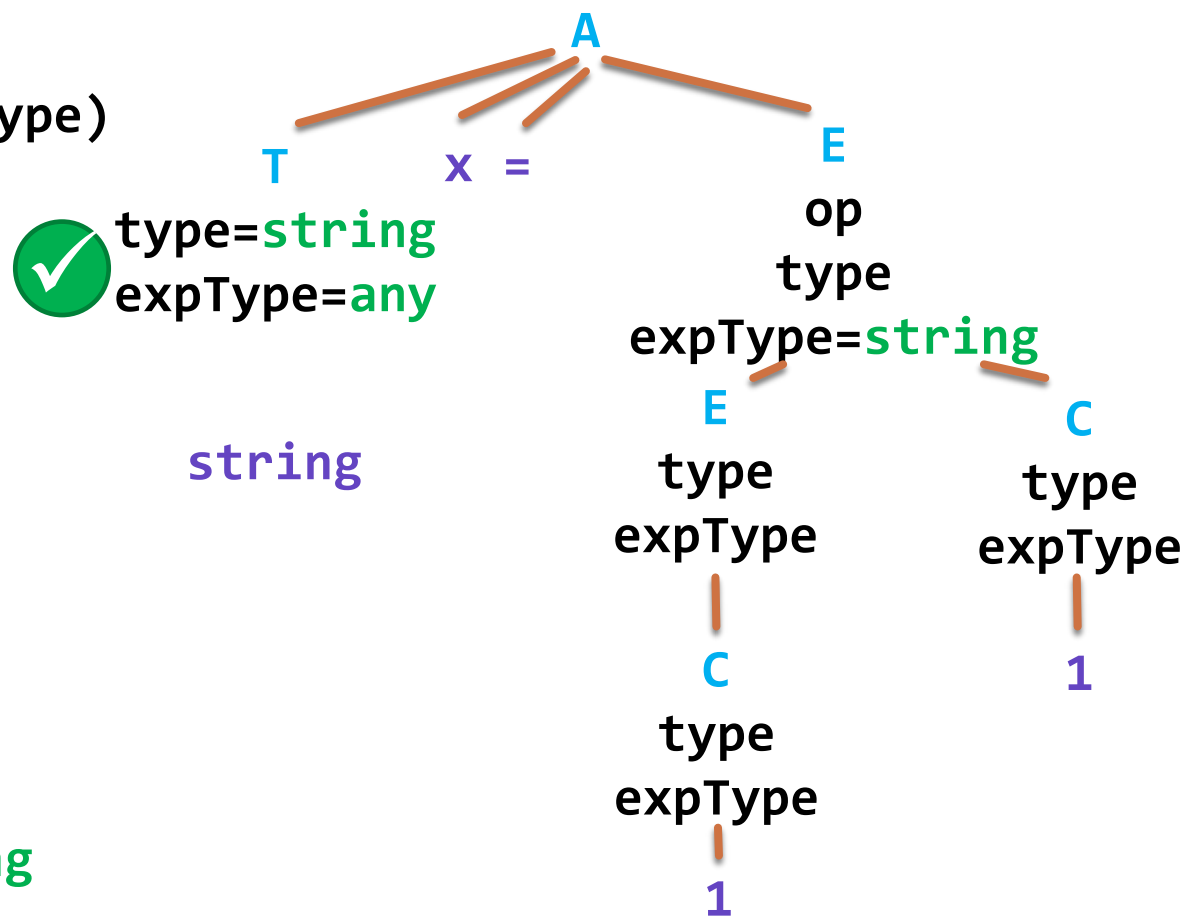 A
ype)
T
x =
E
type=string
expType=any
op
type
expType=string
string
E
type
expType
C
type
expType
C
type
expType
1
1
g